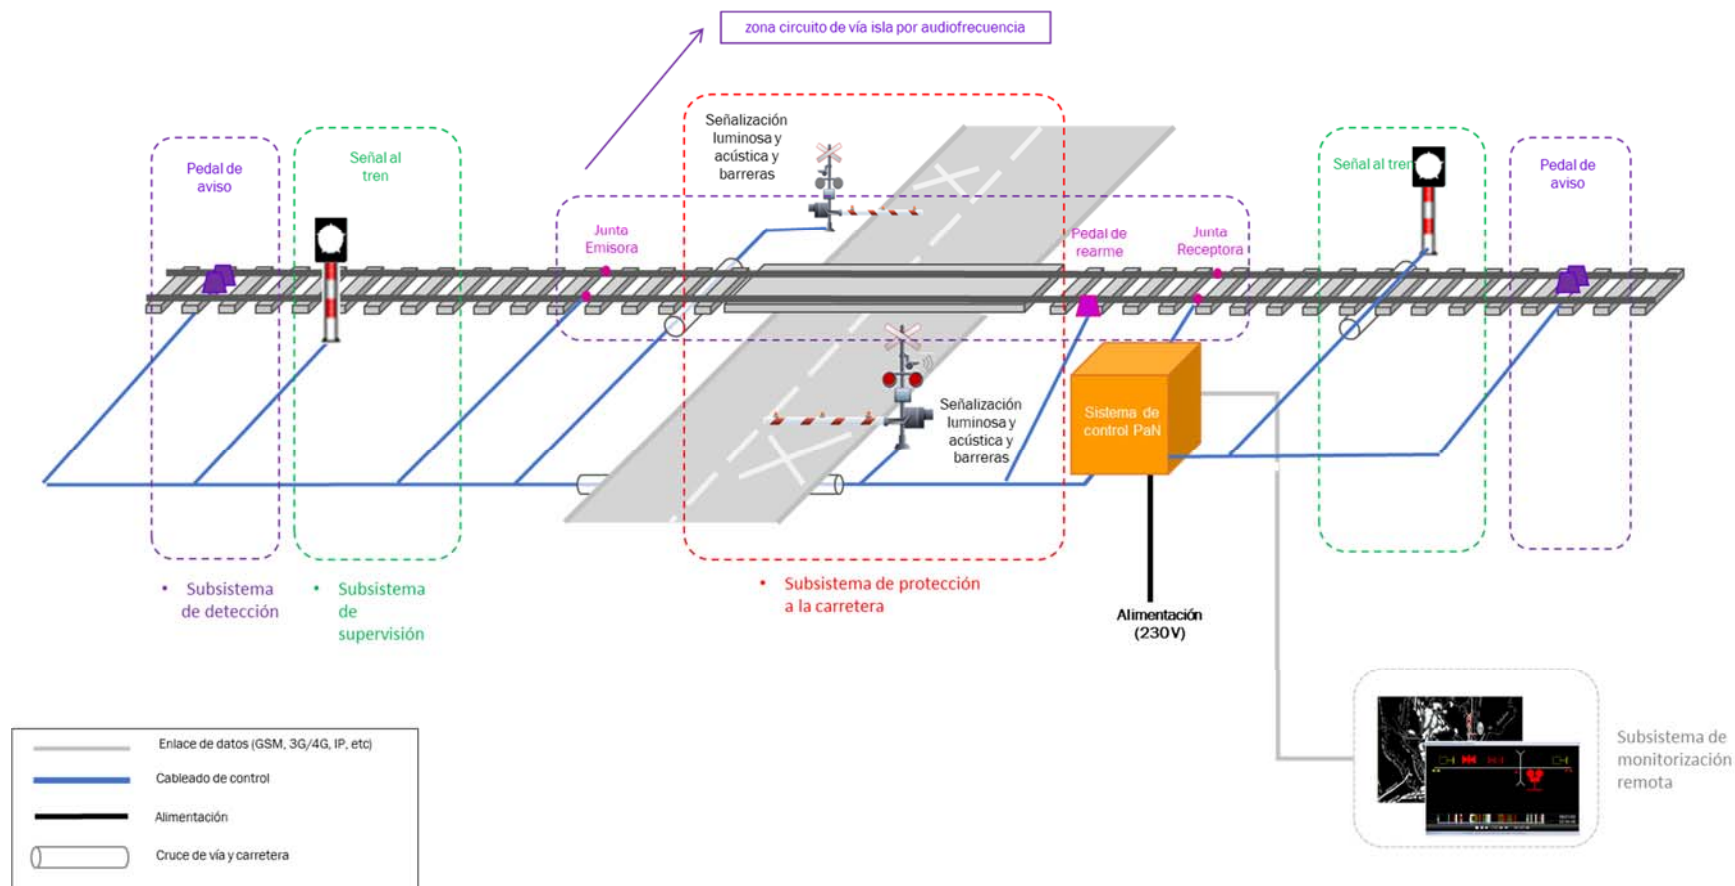 zona circuito de vía isla por audiofrecuencia
Señalización
luminosa y
acústica y
barreras
Pedal de
aviso
Señal al
tren
Junta
Emisora
Pedal de
rearme
Junta
Receptora
Señal al tren
Pedal de
aviso
Señalización
luminosa y
acústica y
barreras
Sistema de
control PaN
• Subsistema
de detección
• Subsistema
de
supervisión
• Subsistema de protección
a la carretera
Alimentación
(230 V)
Enlace de datos (GSM, 3G/4G, IP, etc)
Cableado de control
Alimentación
Cruce de vía y carretera
Subsistema de
monitorización
remota